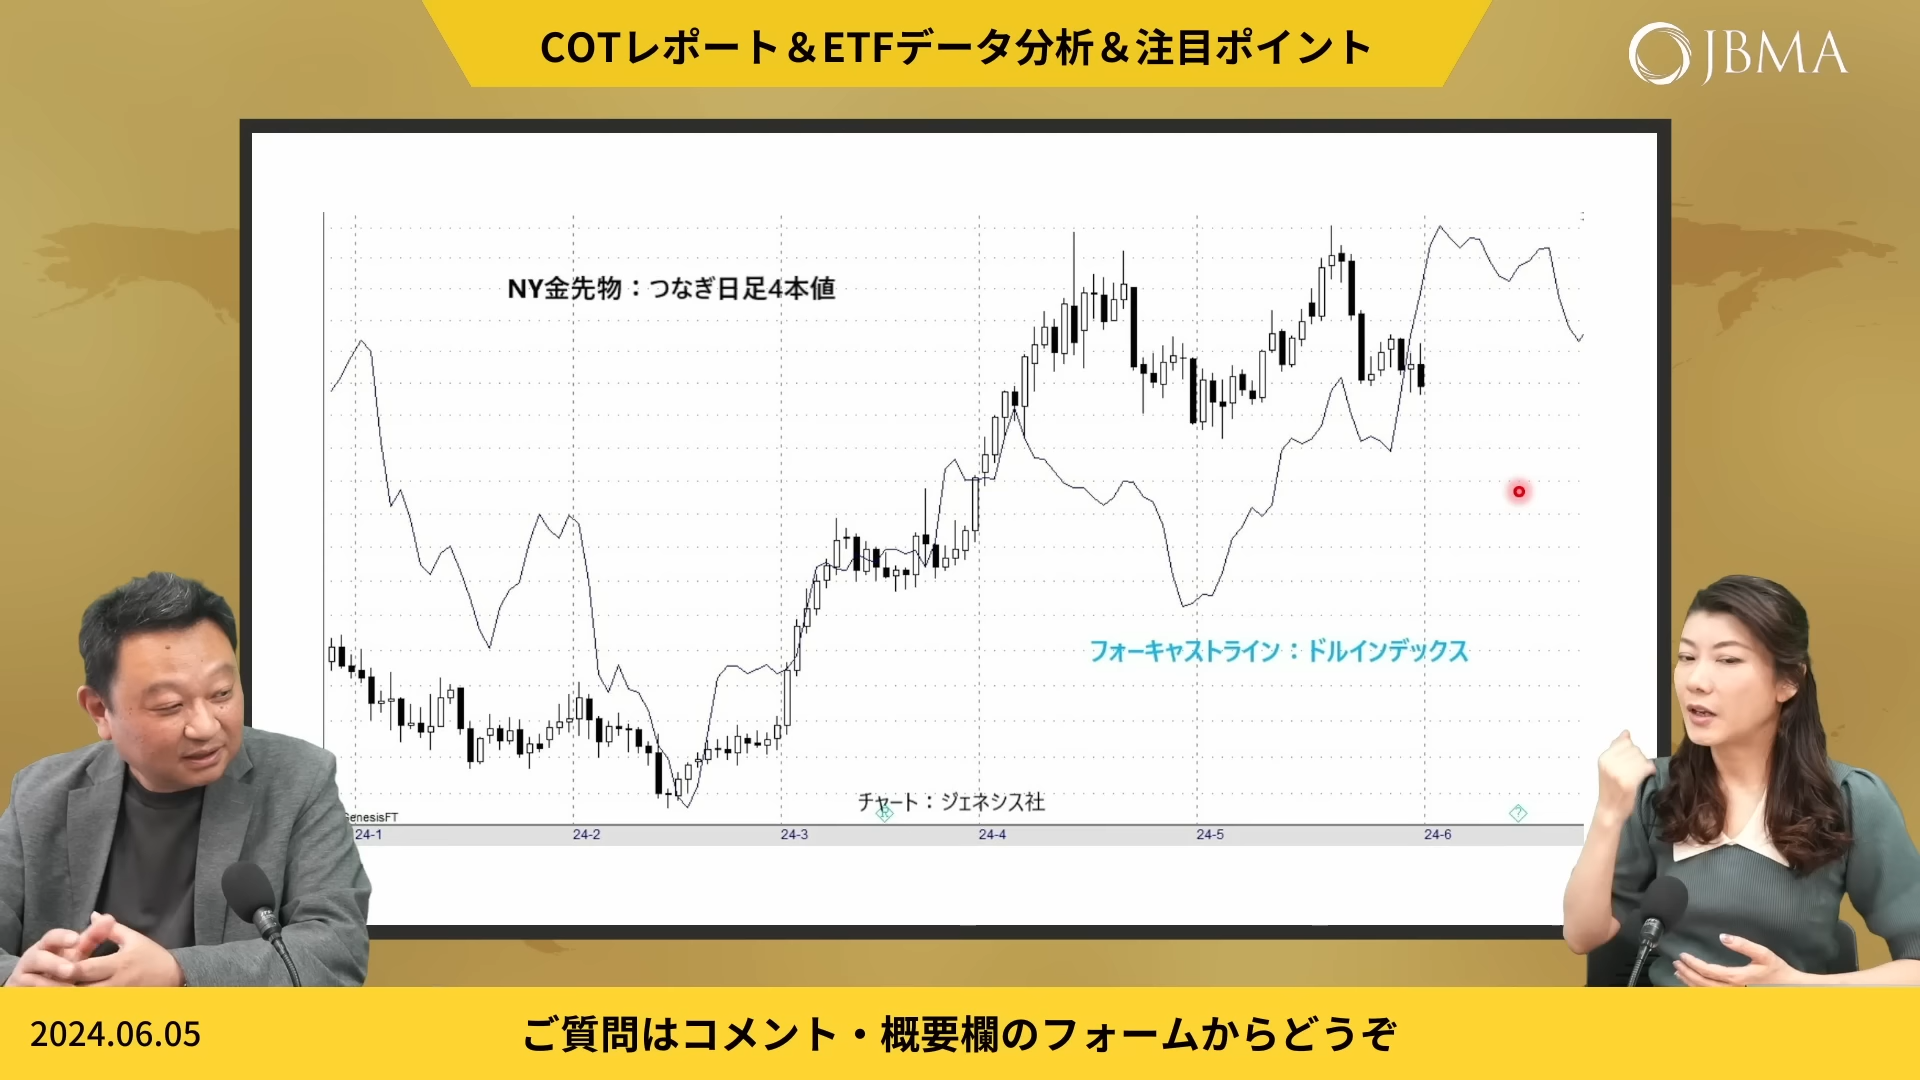 COTレポート＆ETFデータ分析＆注目ポイント
JBMA
NY金先物：つなぎ日足4本値
フォーキャストライン：ドルインデックス
チャート：ジェネシス社
GenesisFT
24-1 24-2 24-3 24-4 24-5 24-6
2024.06.05
ご質問はコメント・概要欄のフォームからどうぞ